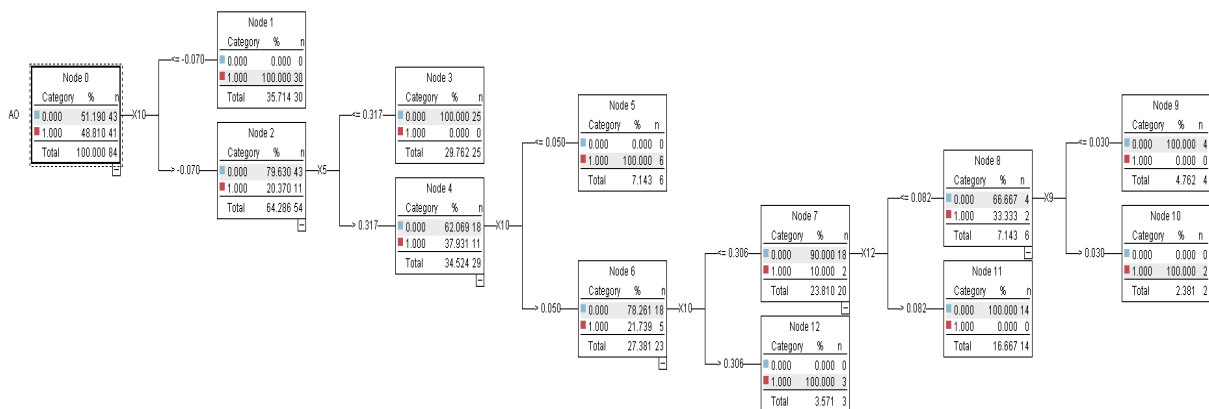 AO
Node 0
Category % n
0.000 51.190 43
1.000 48.810 41
Total 100.000 84
X10
<= -0.070
Node 1
Category % n
0.000 0.000 0
1.000 100.000 30
Total 35.714 30
> -0.070
Node 2
Category % n
0.000 79.630 43
1.000 20.370 11
Total 64.286 54
X5
<= 0.317
Node 3
Category % n
0.000 100.000 25
1.000 0.000 0
Total 29.762 25
> 0.317
Node 4
Category % n
0.000 62.069 18
1.000 37.931 11
Total 34.524 29
X10
<= 0.050
Node 5
Category % n
0.000 0.000 0
1.000 100.000 6
Total 7.143 6
> 0.050
Node 6
Category % n
0.000 78.261 18
1.000 21.739 5
Total 27.381 23
X10
<= 0.306
Node 7
Category % n
0.000 90.000 18
1.000 10.000 2
Total 23.810 20
X12
> 0.306
Node 12
Category % n
0.000 0.000 0
1.000 100.000 3
Total 3.571 3
<= 0.082
Node 8
Category % n
0.000 66.667 4
1.000 33.333 2
Total 7.143 6
X9
> 0.082
Node 11
Category % n
0.000 100.000 14
1.000 0.000 0
Total 16.667 14
<= 0.030
Node 9
Category % n
0.000 100.000 4
1.000 0.000 0
Total 4.762 4
> 0.030
Node 10
Category % n
0.000 0.000 0
1.000 100.000 2
Total 2.381 2